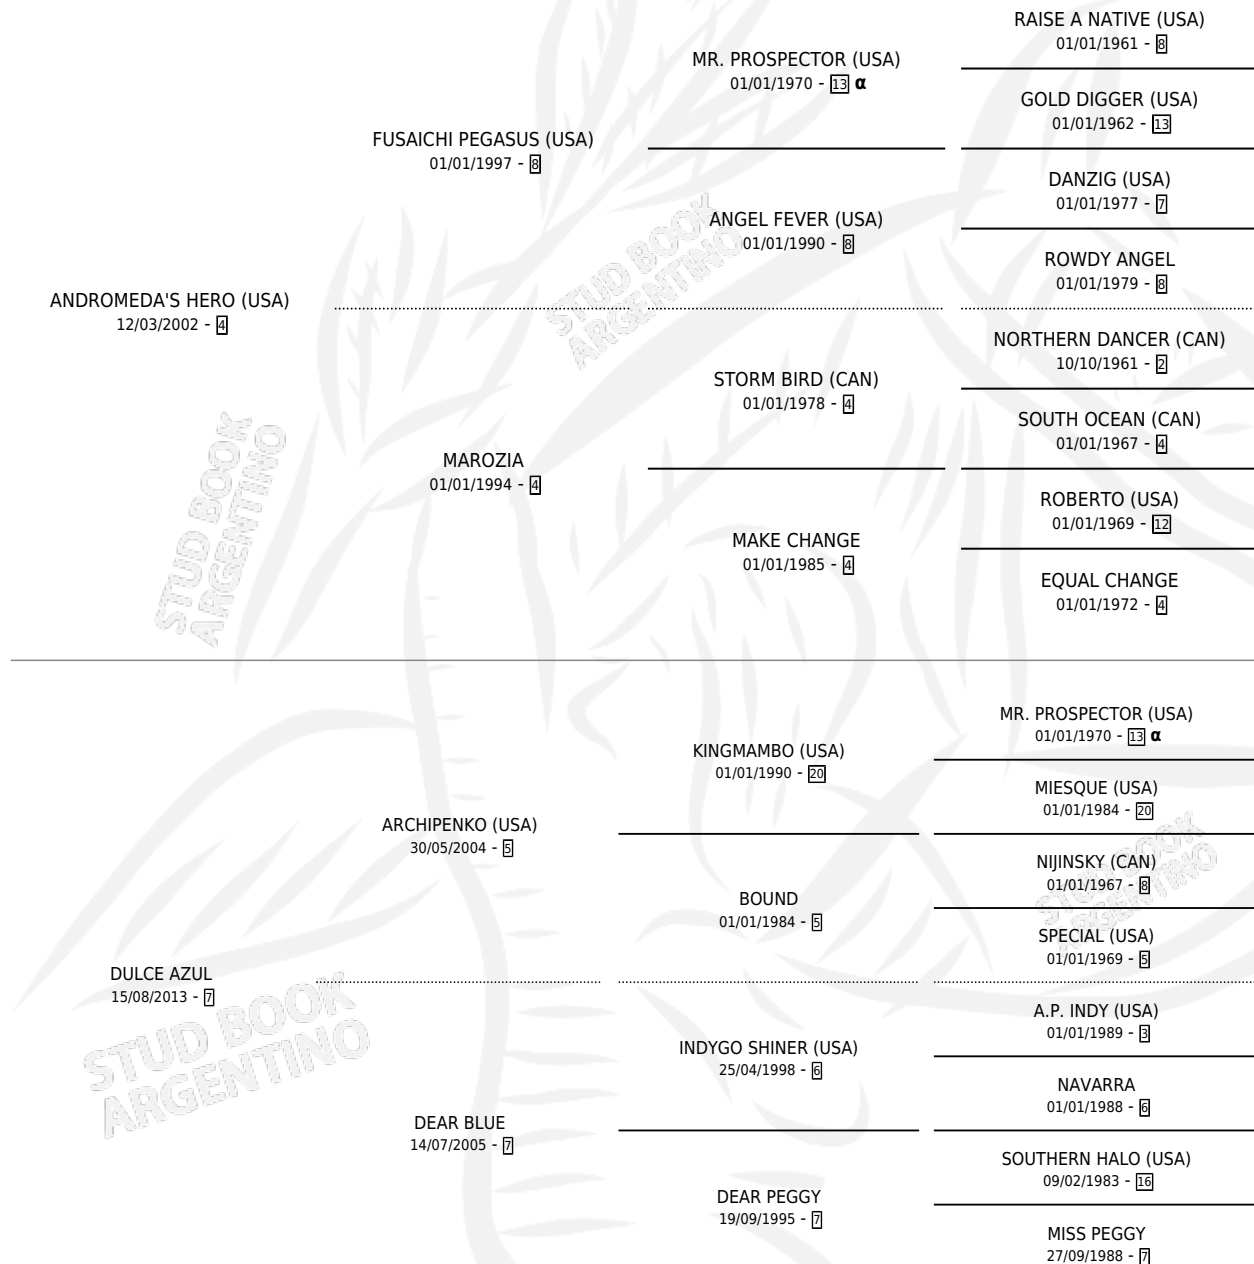 RAISE A NATIVE (USA)
01/01/1961 - 8
MR. PROSPECTOR (USA)
01/01/1970 - 13 α
GOLD DIGGER (USA)
01/01/1962 - 13
FUSAICHI PEGASUS (USA)
01/01/1997 - 8
DANZIG (USA)
01/01/1977 - 7
ANGEL FEVER (USA)
01/01/1990 - 8
ROWDY ANGEL
01/01/1979 - 8
STUD BOOK
ARGENTINO
ANDROMEDA'S HERO (USA)
12/03/2002 - 4
NORTHERN DANCER (CAN)
10/10/1961 - 2
STORM BIRD (CAN)
01/01/1978 - 4
SOUTH OCEAN (CAN)
01/01/1967 - 4
MAROZIA
01/01/1994 - 4
ROBERTO (USA)
01/01/1969 - 12
MAKE CHANGE
01/01/1985 - 4
EQUAL CHANGE
01/01/1972 - 4
STUD BOOK
ARGENTINO
MR. PROSPECTOR (USA)
01/01/1970 - 13 α
KINGMAMBO (USA)
01/01/1990 - 20
MIESQUE (USA)
01/01/1984 - 20
ARCHIPENKO (USA)
30/05/2004 - 5
NIJINSKY (CAN)
01/01/1967 - 8
BOUND
01/01/1984 - 5
SPECIAL (USA)
01/01/1969 - 5
STUD BOOK
ARGENTINO
DULCE AZUL
15/08/2013 - 7
A.P. INDY (USA)
01/01/1989 - 3
INDYGO SHINER (USA)
25/04/1998 - 6
NAVARRA
01/01/1988 - 6
DEAR BLUE
14/07/2005 - 7
SOUTHERN HALO (USA)
09/02/1983 - 16
DEAR PEGGY
19/09/1995 - 7
MISS PEGGY
27/09/1988 - 7
STUD BOOK
ARGENTINO